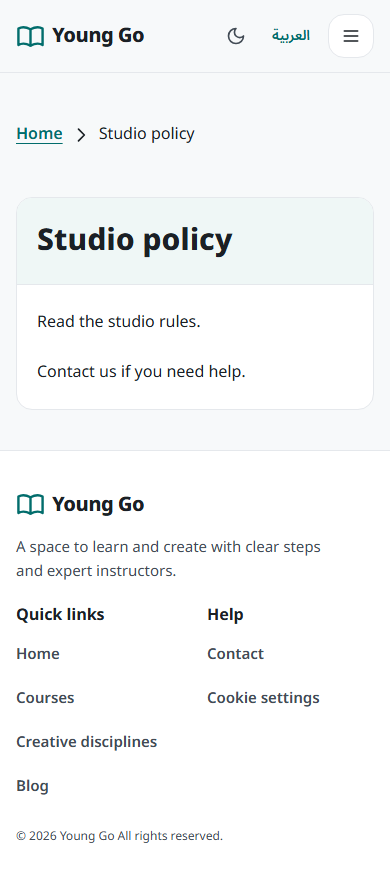 Young Go
العربية
Home > Studio policy
Studio policy
Read the studio rules.
Contact us if you need help.
Young Go
A space to learn and create with clear steps
and expert instructors.
Quick links
Home
Courses
Creative disciplines
Blog
Help
Contact
Cookie settings
© 2026 Young Go All rights reserved.